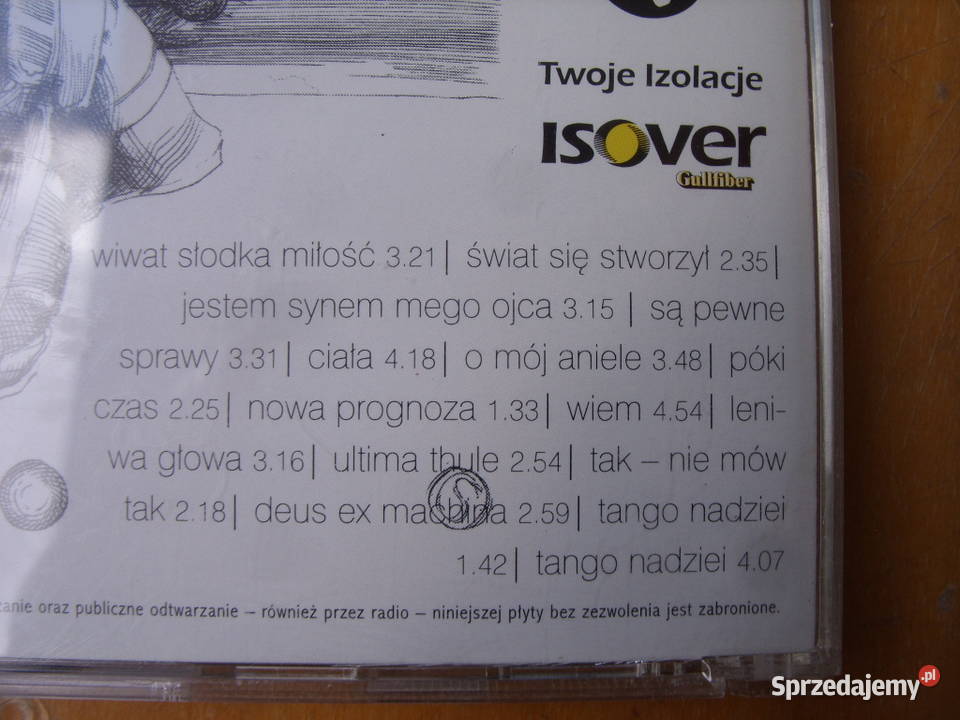 Twoje Izolacje
ISOVER
Gullfiber
wiwat słodka miłość 3.21| świat się stworzył 2.35|
jestem synem mego ojca 3.15 | są pewne
sprawy 3.31| ciała 4.18| o mój aniele 3.48| póki
czas 2.25| nowa prognoza 1.33| wiem 4.54| leni-
wa głowa 3.16| ultima thule 2.54| tak – nie mów
tak 2.18| deus ex machina 2.59| tango nadziei
1.42| tango nadziei 4.07
oraz publiczne odtwarzanie – również przez radio – niniejszej płyty bez zezwolenia jest zabronione.
Sprzedajemy.pl